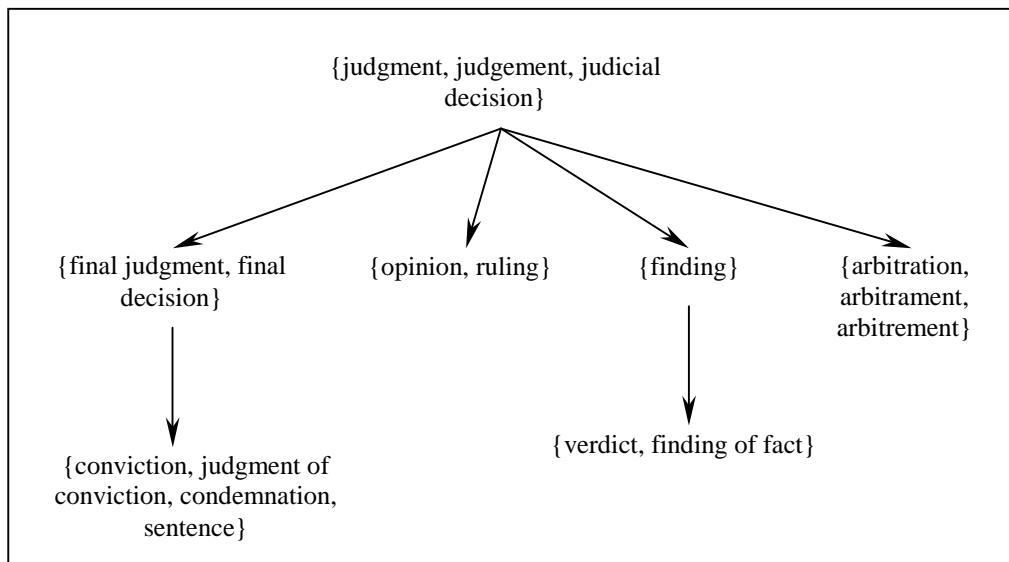 {judgment, judgement, judicial
decision}
{final judgment, final
decision}
{opinion, ruling}
{finding}
{arbitration,
arbitrament,
arbitrement}
{conviction, judgment of
conviction, condemnation,
sentence}
{verdict, finding of fact}